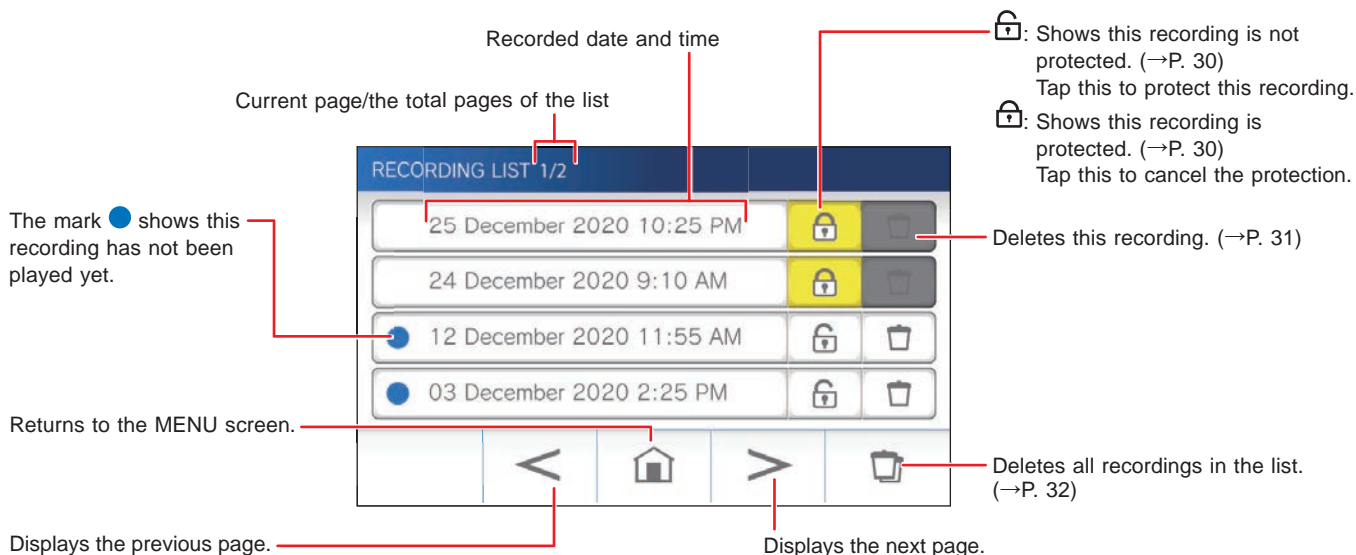 Recorded date and time
Current page/the total pages of the list
: Shows this recording is not
protected. (→P. 30)
Tap this to protect this recording.
: Shows this recording is
protected. (→P. 30)
Tap this to cancel the protection.
RECORDING LIST 1/2
The mark ● shows this
recording has not been
played yet.
25 December 2020 10:25 PM
Deletes this recording. (→P. 31)
24 December 2020 9:10 AM
12 December 2020 11:55 AM
03 December 2020 2:25 PM
Returns to the MENU screen.
< >
Deletes all recordings in the list.
(→P. 32)
Displays the previous page.
Displays the next page.